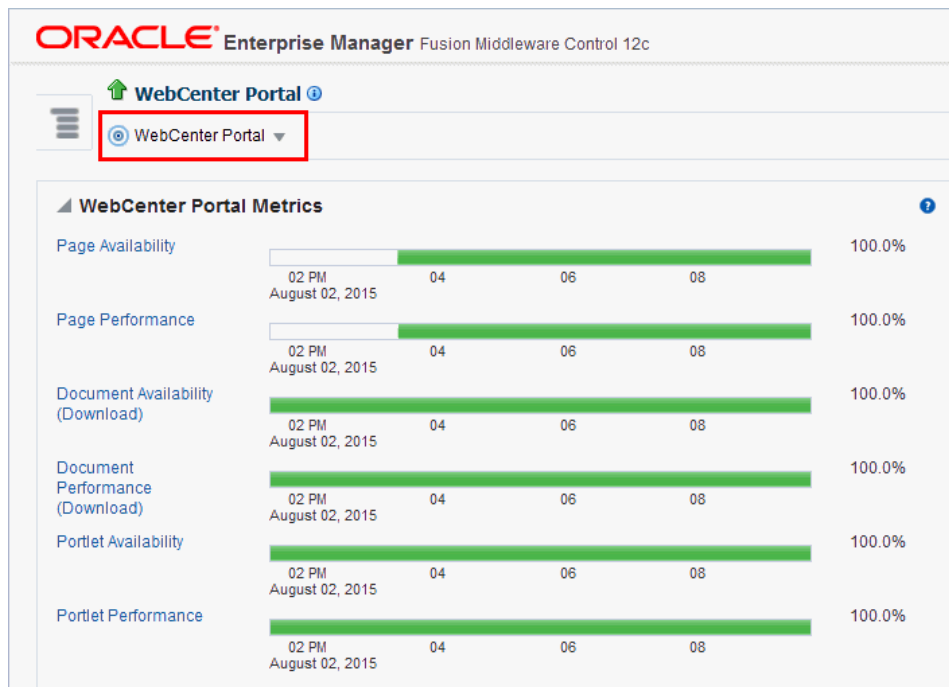 ORACLE Enterprise Manager Fusion Middleware Control 12c
WebCenter Portal
WebCenter Portal
WebCenter Portal Metrics
Page Availability
100.0%
02 PM 04 06 08
August 02, 2015
Page Performance
100.0%
02 PM 04 06 08
August 02, 2015
Document Availability
(Download)
100.0%
02 PM 04 06 08
August 02, 2015
Document
Performance
(Download)
100.0%
02 PM 04 06 08
August 02, 2015
Portlet Availability
100.0%
02 PM 04 06 08
August 02, 2015
Portlet Performance
100.0%
02 PM 04 06 08
August 02, 2015